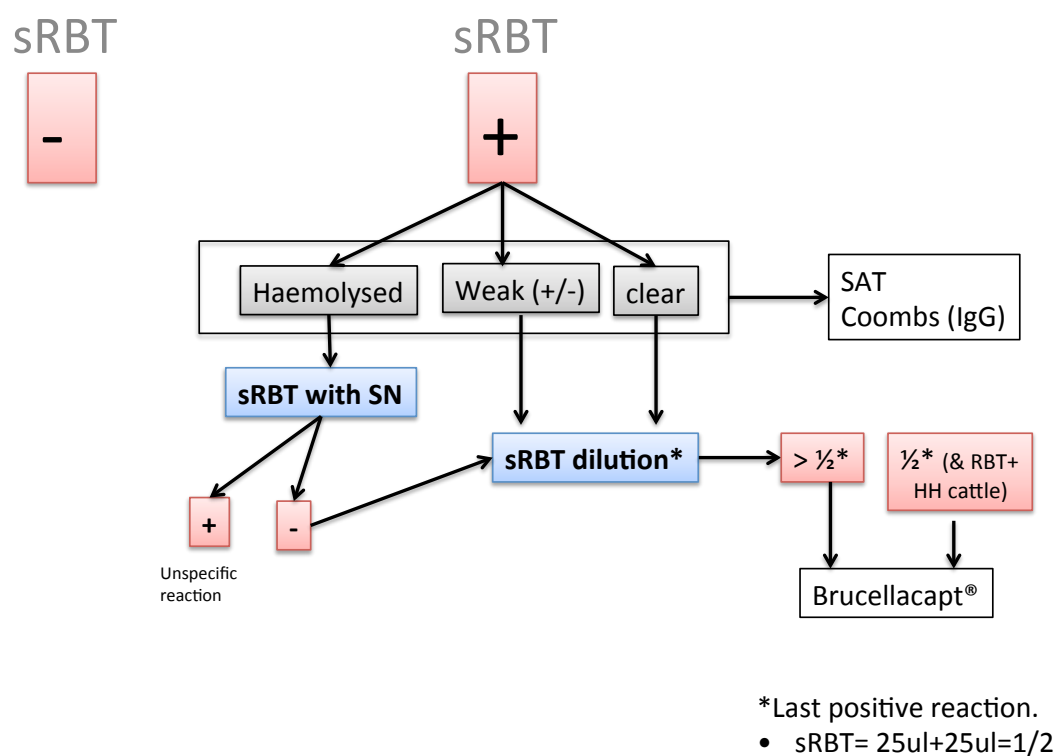 sRBT
sRBT
-
+
Haemolysed
Weak (+/-)
clear
SAT
Coombs (IgG)
sRBT with SN
sRBT dilution*
> ½*
½* (& RBT+
HH cattle)
+
-
Unspecific
reaction
Brucellacapt®
*Last positive reaction.
• sRBT= 25ul+25ul=1/2